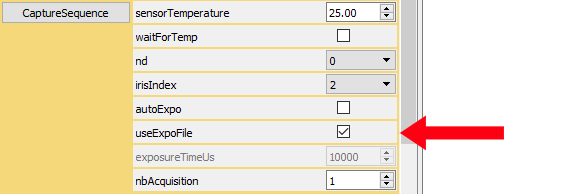 CaptureSequence sensorTemperature 25.00
waitForTemp
nd 0
irisIndex 2
autoExpo
useExpoFile
exposureTimeUs 10000
nbAcquisition 1